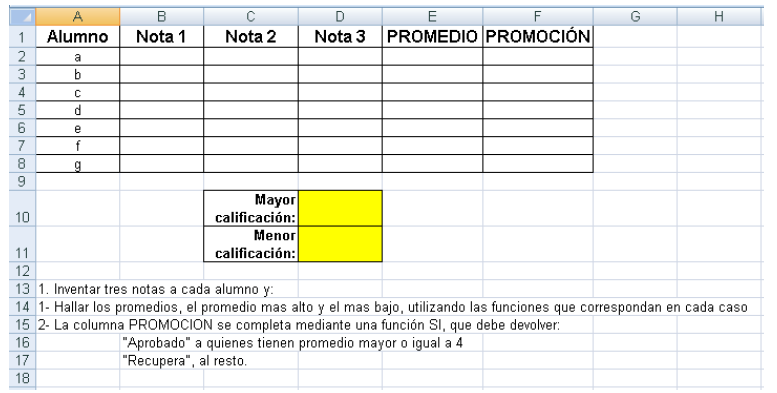 A B C D E F G H
1 Alumno Nota 1 Nota 2 Nota 3 PROMEDIO PROMOCIÓN
2 a
3 b
4 c
5 d
6 e
7 f
8 g
9
Mayor
10 calificación:
Menor
11 calificación:
12
13 1. Inventar tres notas a cada alumno y:
14 1- Hallar los promedios, el promedio mas alto y el mas bajo, utilizando las funciones que correspondan en cada caso
15 2- La columna PROMOCION se completa mediante una función SI, que debe devolver:
16 "Aprobado" a quienes tienen promedio mayor o igual a 4
17 "Recupera", al resto.
18